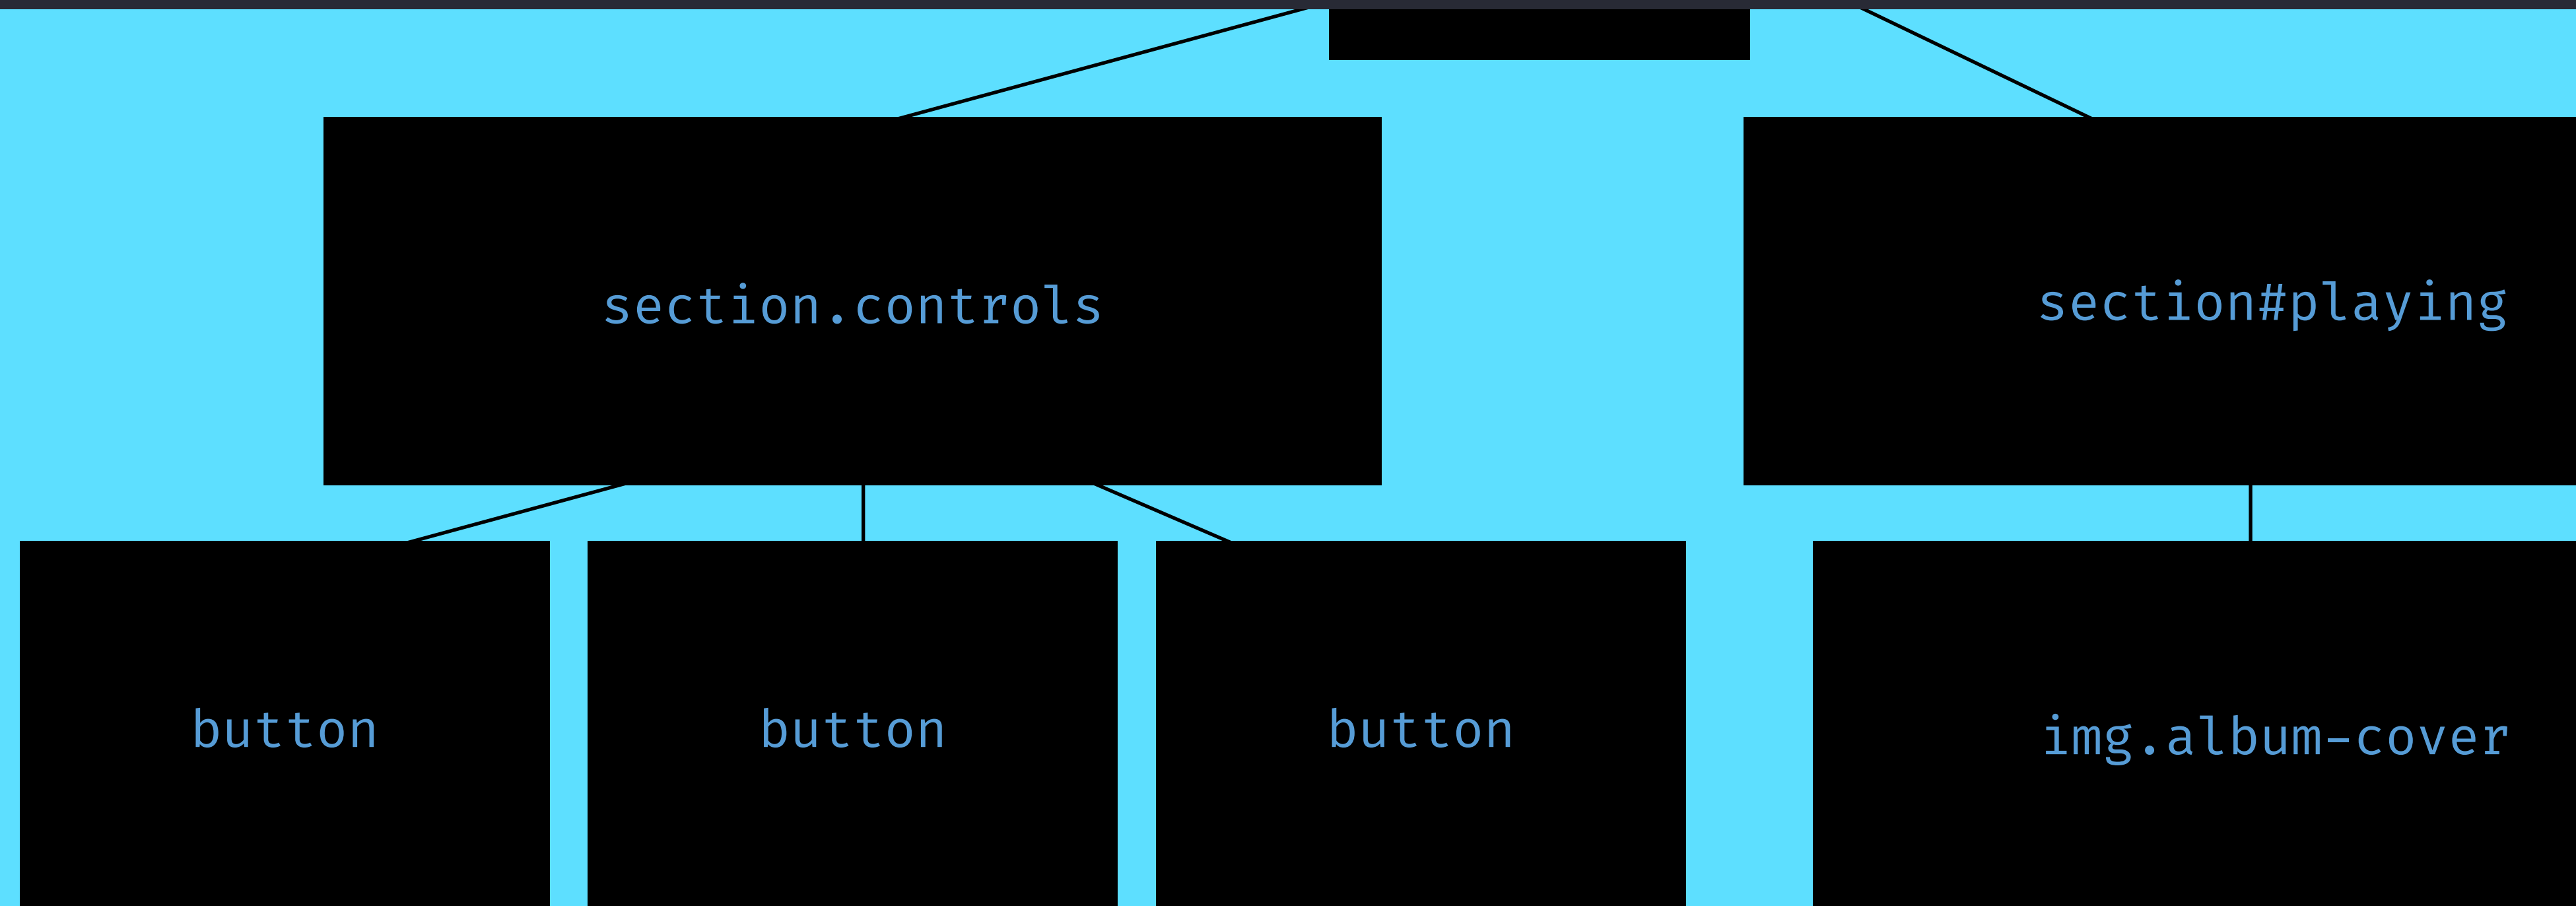 section.controls
section#playing
button
button
button
img.album-cover